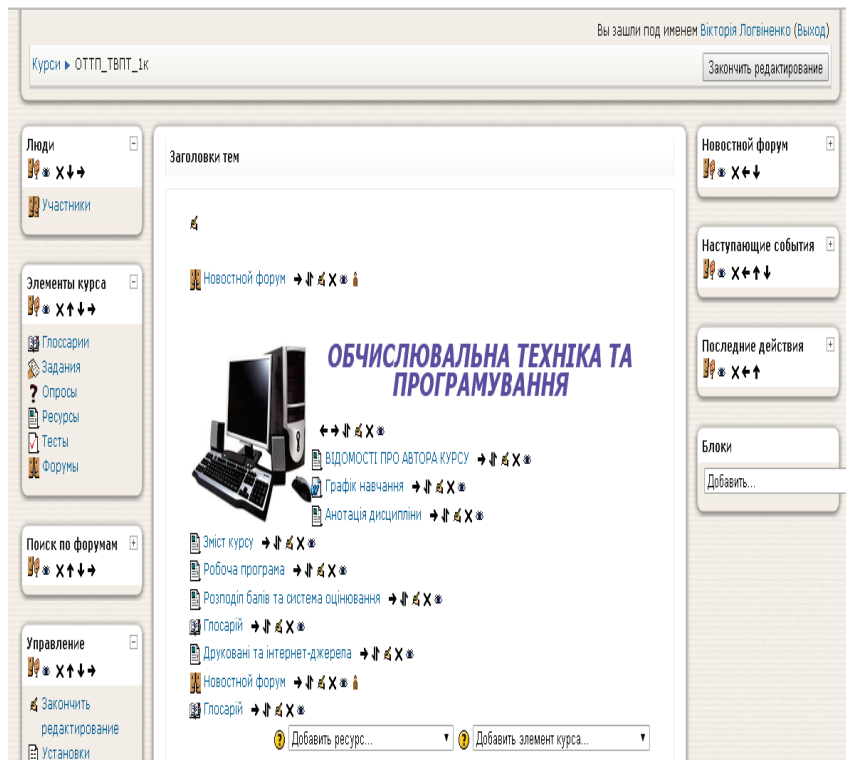 Вы зашли под именем Вікторія Логвіненко (Выход)
Курси ► ОТТП_ТВПТ_1к
Закончить редактирование
Люди
Участники
Элементы курса
Глоссарии
Задания
Опросы
Ресурсы
Тесты
Форумы
Поиск по форумам
Управление
Закончить
редактирование
Установки
Заголовки тем
Новостной форум
ОБЧИСЛЮВАЛЬНА ТЕХНІКА ТА
ПРОГРАМУВАННЯ
ВІДОМОСТІ ПРО АВТОРА КУРСУ
Графік навчання
Анотація дисципліни
Зміст курсу
Робоча програма
Розподіл балів та система оцінювання
Глосарій
Друковані та інтернет-джерела
Новостной форум
Глосарій
Добавить ресурс...
Добавить элемент курса...
Новостной форум
Наступающие события
Последние действия
Блоки
Добавить...